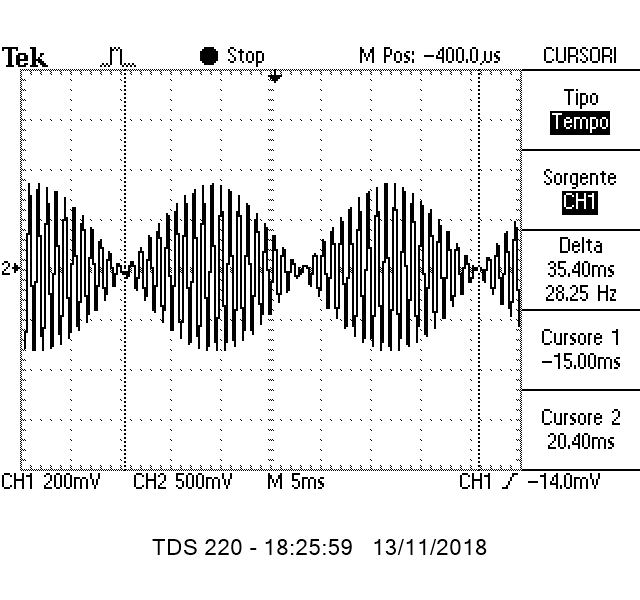 Tek Stop M Pos: -400.0µs CURSORI
Tipo
Tempo
Sorgente
CH1
2
Delta
35.40ms
28.25 Hz
Cursore 1
-15.00ms
Cursore 2
20.40ms
CH1 200mV CH2 500mV M 5ms CH1 -14.0mV
TDS 220 - 18:25:59 13/11/2018